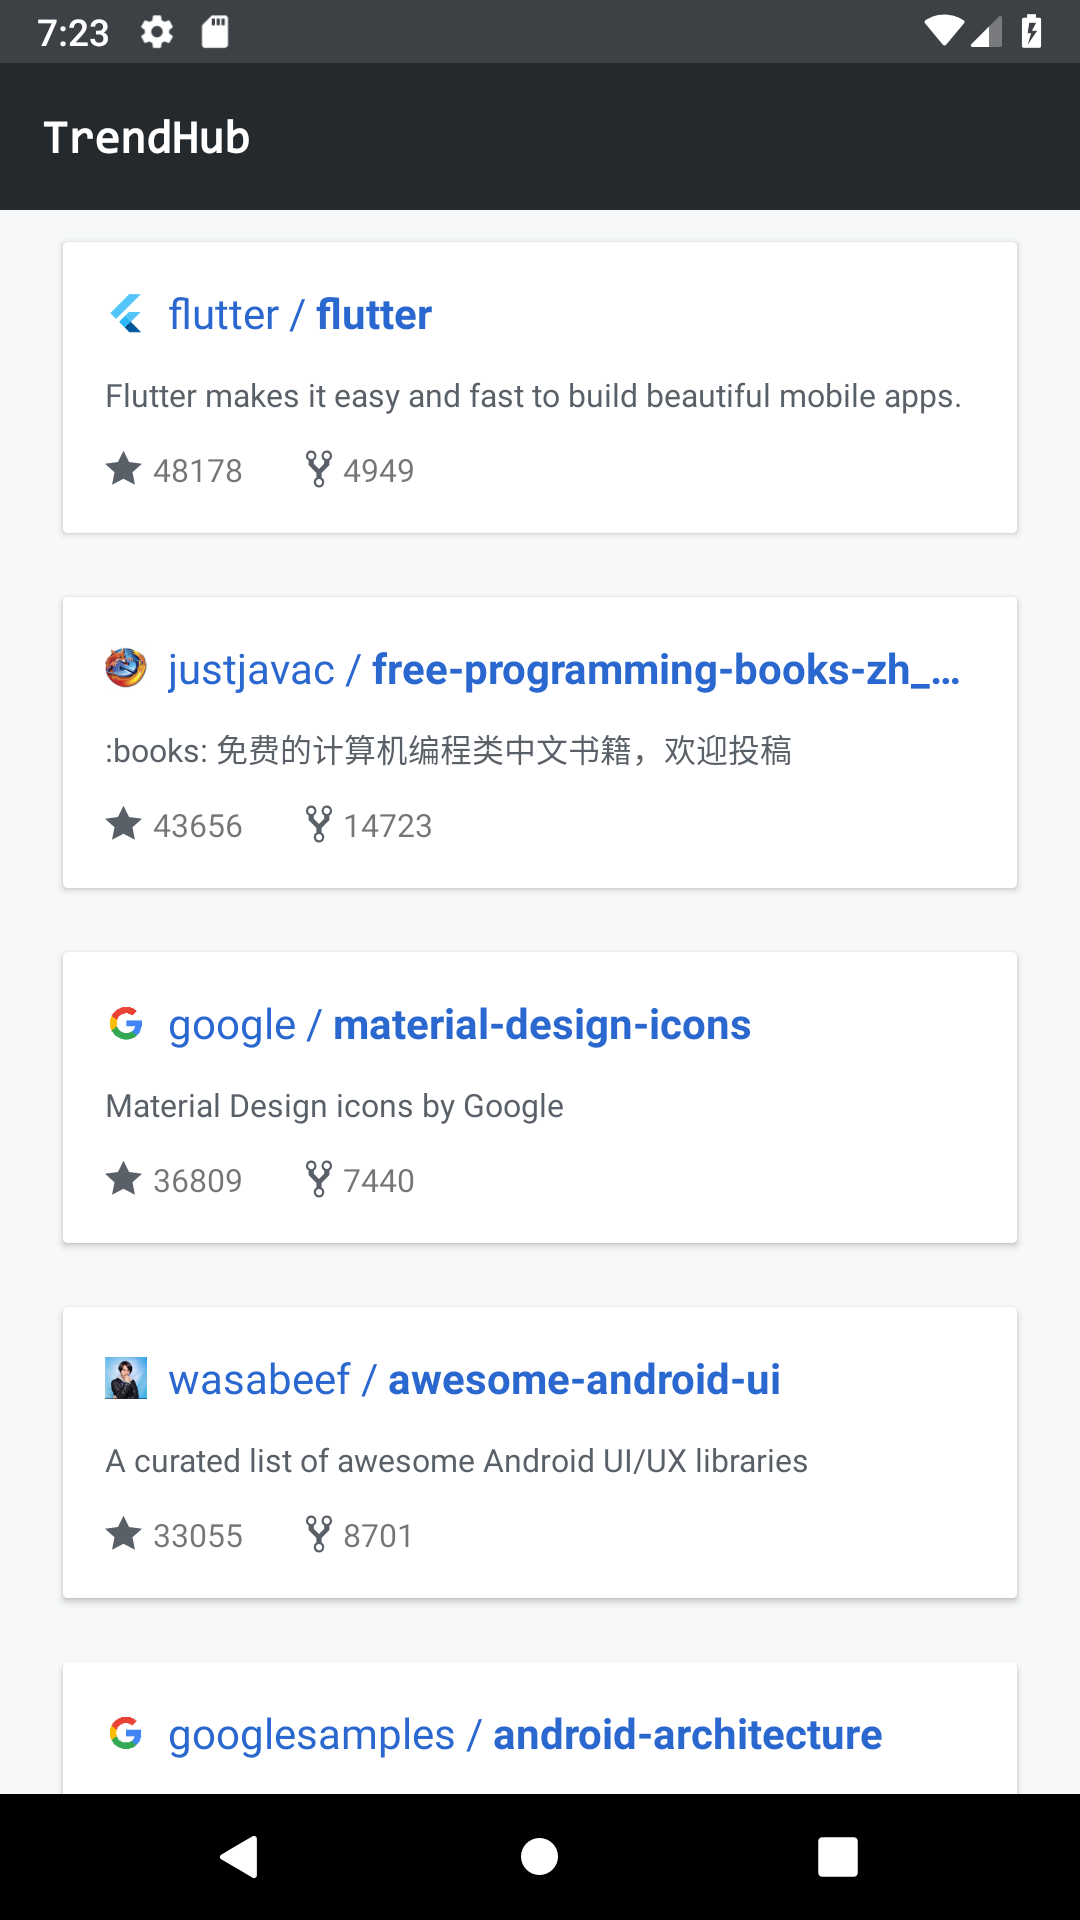 7:23
TrendHub
flutter / flutter
Flutter makes it easy and fast to build beautiful mobile apps.
48178 4949
justjavac / free-programming-books-zh_...
:books: 免费的计算机编程类中文书籍，欢迎投稿
43656 14723
google / material-design-icons
Material Design icons by Google
36809 7440
wasabeef / awesome-android-ui
A curated list of awesome Android UI/UX libraries
33055 8701
googlesamples / android-architecture